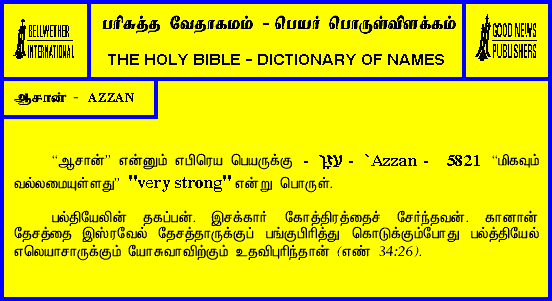 BELLWETHER
INTERNATIONAL
பரிசுத்த வேதாகமம் - பெயர் பொருள்விளக்கம்
THE HOLY BIBLE - DICTIONARY OF NAMES
GOOD NEWS
PUBLISHERS
ஆசான் - AZZAN
“ஆசான்” என்னும் எபிரெய பெயருக்கு - עַזָּן - `Azzan - 5821 “மிகவும்
வல்லமையுள்ளது” "very strong" என்று பொருள்.
பல்தியேலின் தகப்பன். இசக்கார் கோத்திரத்தைச் சேர்ந்தவன். கானான்
தேசத்தை இஸ்ரவேல் தேசத்தாருக்குப் பங்குபிரித்து கொடுக்கும்போது பல்த்தியேல்
எலெயாசாருக்கும் யோசுவாவிற்கும் உதவிபுரிந்தான் (எண் 34:26).